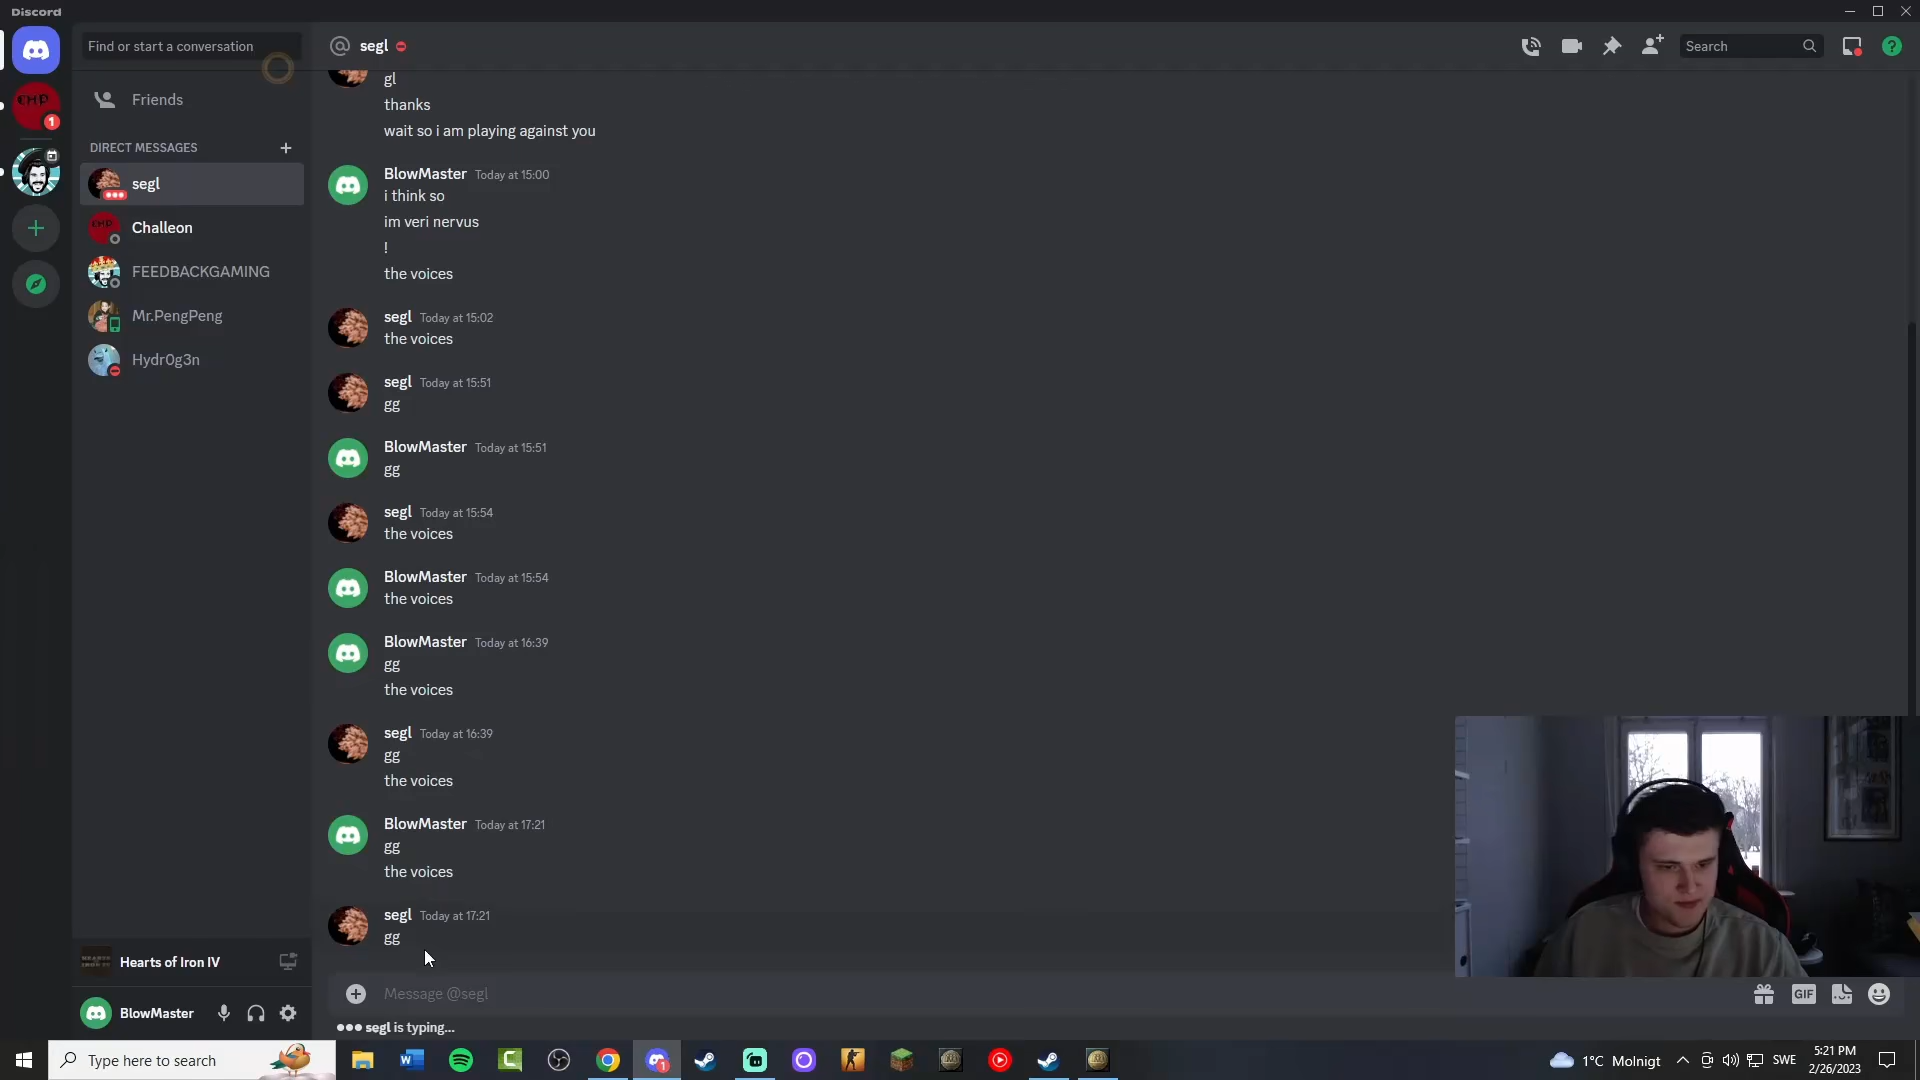 Discord
Find or start a conversation
segl
Search
?
CHP
1
Friends
DIRECT MESSAGES
segl
Challeon
FEEDBACKGAMING
Mr.PengPeng
Hydr0g3n
gl
thanks
wait so i am playing against you
BlowMaster Today at 15:00
i think so
im veri nervus
!
the voices
segl Today at 15:02
the voices
segl Today at 15:51
gg
BlowMaster Today at 15:51
gg
segl Today at 15:54
the voices
BlowMaster Today at 15:54
the voices
BlowMaster Today at 16:39
gg
the voices
segl Today at 16:39
gg
the voices
BlowMaster Today at 17:21
gg
the voices
segl Today at 17:21
gg
Hearts of Iron IV
BlowMaster
Message @segl
GIF
segl is typing...
Type here to search
1
1°C Molnigt
SWE
5:21 PM
2/26/2023